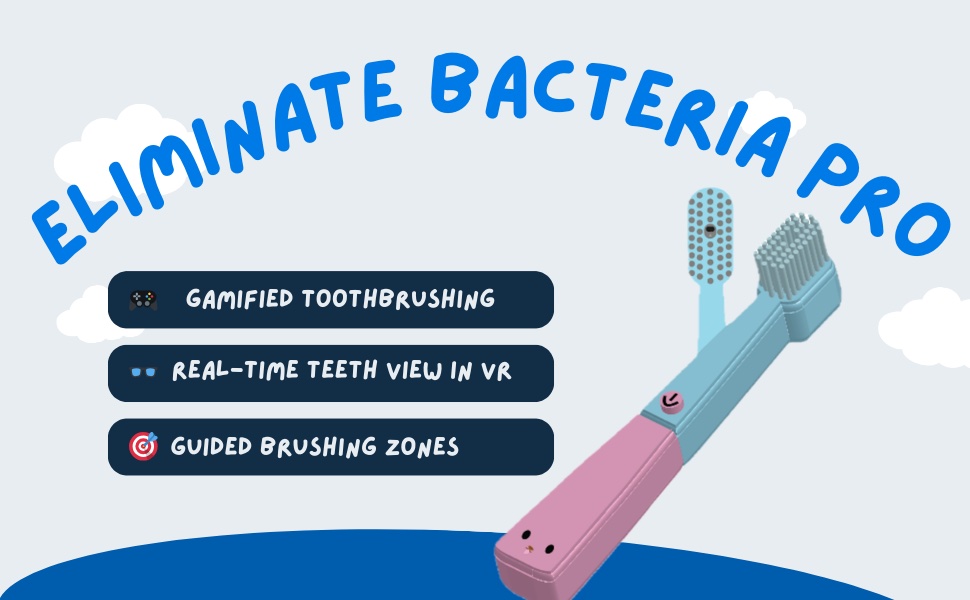 ELIMINATE BACTERIA PRO
GAMIFIED TOOTHBRUSHING
REAL-TIME TEETH VIEW IN VR
GUIDED BRUSHING ZONES